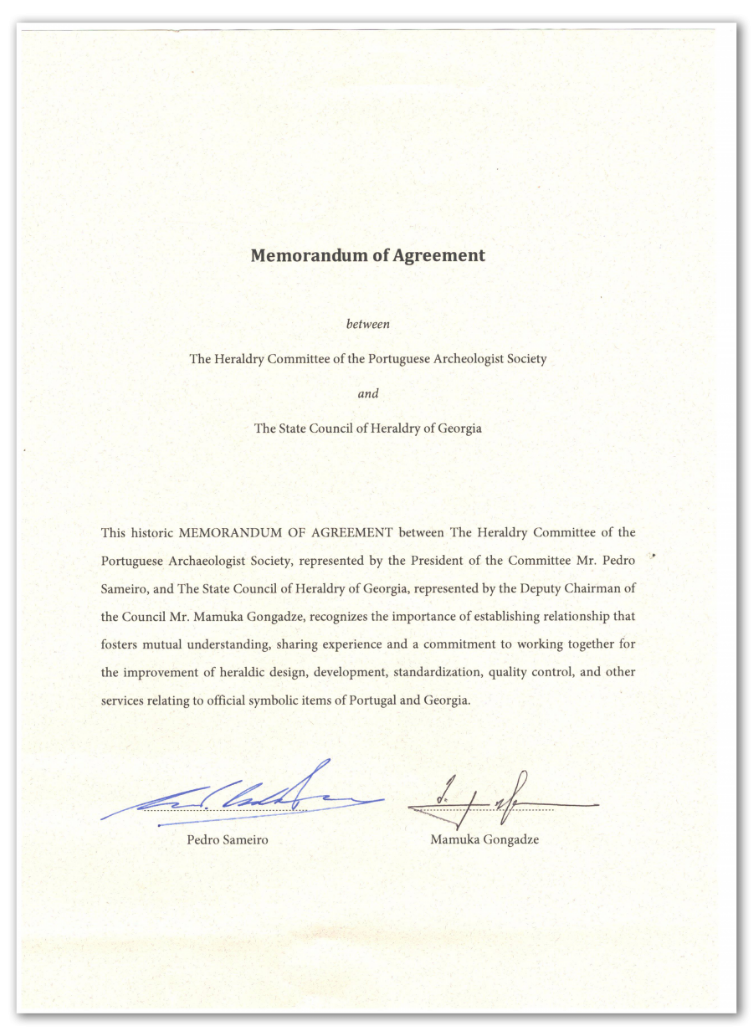 Memorandum of Agreement
between
The Heraldry Committee of the Portuguese Archeologist Society
and
The State Council of Heraldry of Georgia
This historic MEMORANDUM OF AGREEMENT between The Heraldry Committee of the
Portuguese Archaeologist Society, represented by the President of the Committee Mr. Pedro
Sameiro, and The State Council of Heraldry of Georgia, represented by the Deputy Chairman of
the Council Mr. Mamuka Gongadze, recognizes the importance of establishing relationship that
fosters mutual understanding, sharing experience and a commitment to working together for
the improvement of heraldic design, development, standardization, quality control, and other
services relating to official symbolic items of Portugal and Georgia.
Pedro Sameiro
Mamuka Gongadze